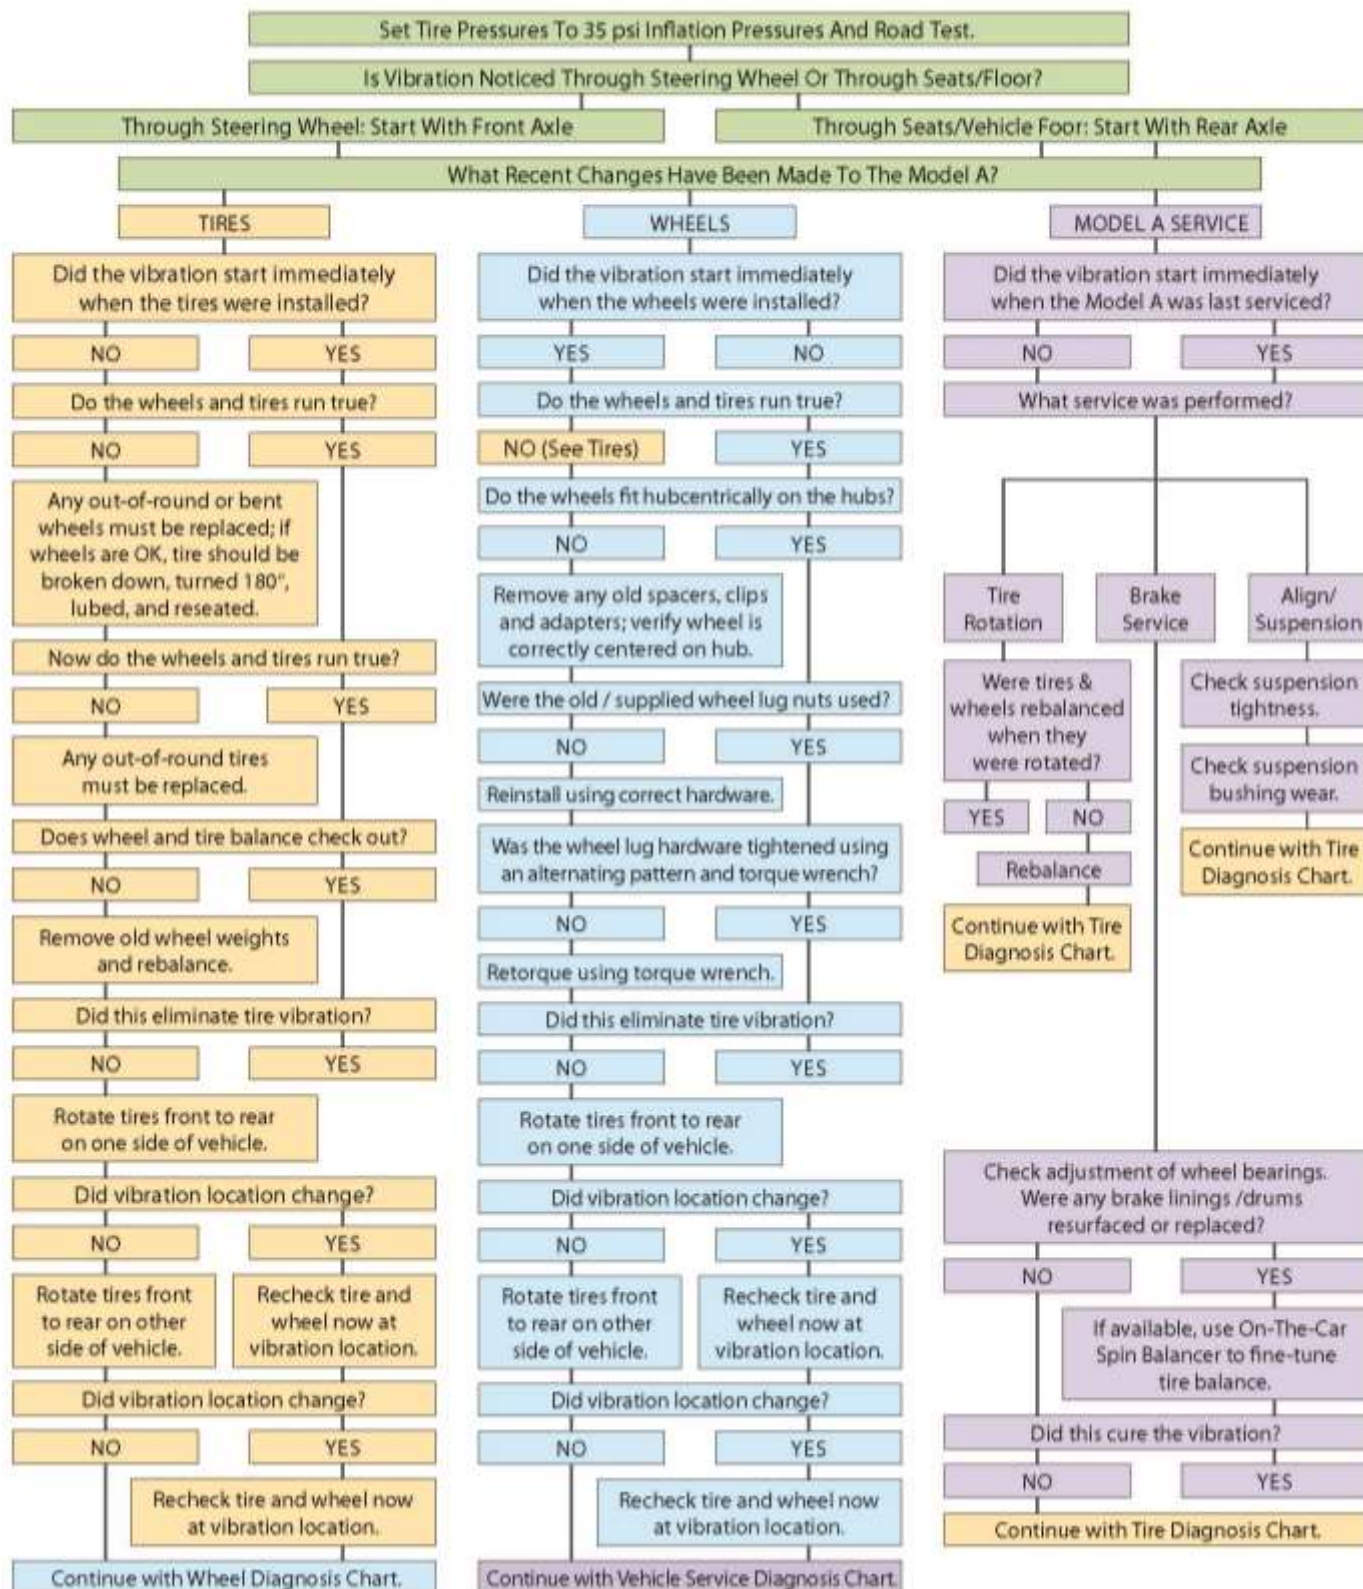 Set Tire Pressures To 35 psi Inflation Pressures And Road Test.
Is Vibration Noticed Through Steering Wheel Or Through Seats/Floor?
Through Steering Wheel: Start With Front Axle
Through Seats/Vehicle Foor: Start With Rear Axle
What Recent Changes Have Been Made To The Model A?
TIRES
Did the vibration start immediately
when the tires were installed?
NO
YES
Do the wheels and tires run true?
NO
YES
Any out-of-round or bent
wheels must be replaced; if
wheels are OK, tire should be
broken down, turned 180°,
lubed, and reseated.
Now do the wheels and tires run true?
NO
YES
Any out-of-round tires
must be replaced.
Does wheel and tire balance check out?
NO
YES
Remove old wheel weights
and rebalance.
Did this eliminate tire vibration?
NO
YES
Rotate tires front to rear
on one side of vehicle.
Did vibration location change?
NO
YES
Rotate tires front
to rear on other
side of vehicle.
Recheck tire and
wheel now at
vibration location.
Did vibration location change?
NO
YES
Recheck tire and wheel now
at vibration location.
Continue with Wheel Diagnosis Chart.
WHEELS
Did the vibration start immediately
when the wheels were installed?
YES
NO
Do the wheels and tires run true?
NO (See Tires)
YES
Do the wheels fit hubcentrically on the hubs?
NO
YES
Remove any old spacers, clips
and adapters; verify wheel is
correctly centered on hub.
Were the old / supplied wheel lug nuts used?
NO
YES
Reinstall using correct hardware.
Was the wheel lug hardware tightened using
an alternating pattern and torque wrench?
NO
YES
Retorque using torque wrench.
Did this eliminate tire vibration?
NO
YES
Rotate tires front to rear
on one side of vehicle.
Did vibration location change?
NO
YES
Rotate tires front
to rear on other
side of vehicle.
Recheck tire and
wheel now at
vibration location.
Did vibration location change?
NO
YES
Recheck tire and wheel now
at vibration location.
Continue with Vehicle Service Diagnosis Chart.
MODEL A SERVICE
Did the vibration start immediately
when the Model A was last serviced?
NO
YES
What service was performed?
Tire
Rotation
Brake
Service
Align/
Suspension
Were tires &
wheels rebalanced
when they
were rotated?
YES
NO
Rebalance
Continue with Tire
Diagnosis Chart.
Check suspension
tightness.
Check suspension
bushing wear.
Continue with Tire
Diagnosis Chart.
Check adjustment of wheel bearings.
Were any brake linings /drums
resurfaced or replaced?
NO
YES
If available, use On-The-Car
Spin Balancer to fine-tune
tire balance.
Did this cure the vibration?
NO
YES
Continue with Tire Diagnosis Chart.